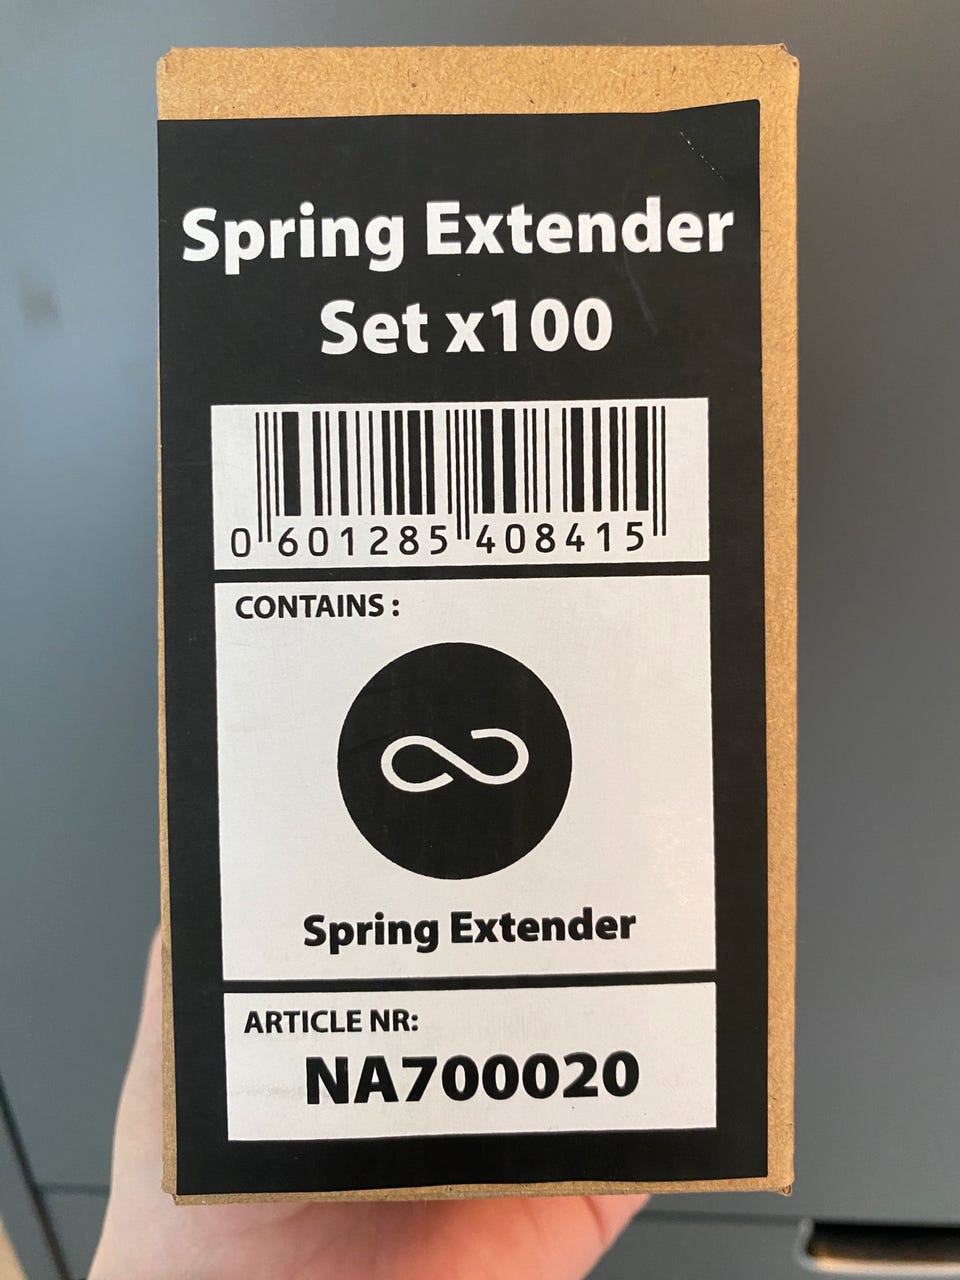 Spring Extender
Set x100
0 601285 408415
CONTAINS :
Spring Extender
ARTICLE NR:
NA700020